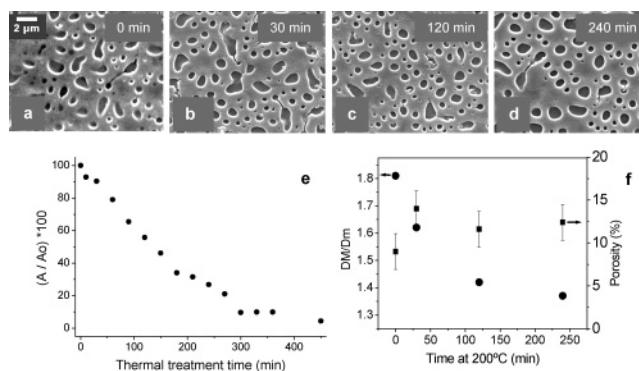 2 µm
0 min
30 min
120 min
240 min
a
b
c
d
e
(A / Ao) *100
100
80
60
40
20
0
0
100
200
300
400
Thermal treatment time (min)
f
DM/Dm
1.8
1.7
1.6
1.5
1.4
1.3
20
15
10
5
0
Porosity (%)
0
50
100
150
200
250
Time at 200ºC (min)